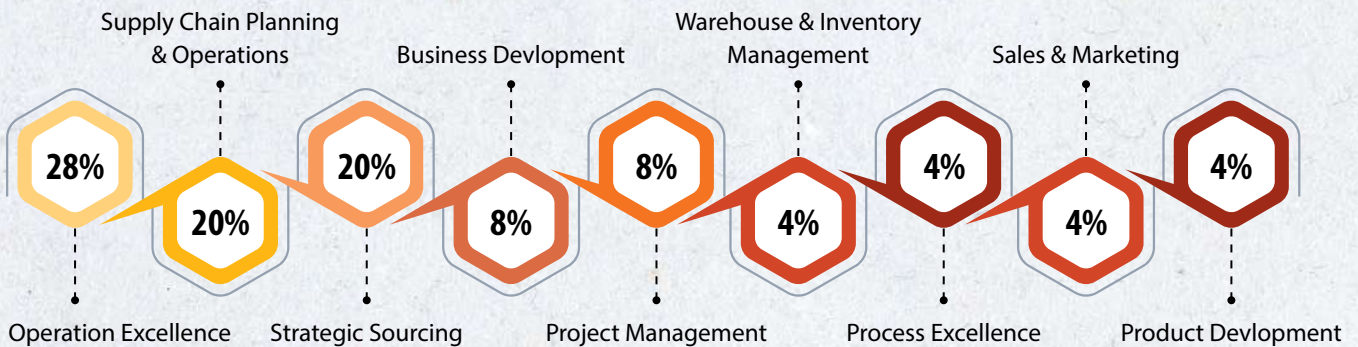 Supply Chain Planning
& Operations
Business Devlopment
Warehouse & Inventory
Management
Sales & Marketing
28%
20%
20%
8%
8%
4%
4%
4%
4%
Operation Excellence
Strategic Sourcing
Project Management
Process Excellence
Product Devlopment